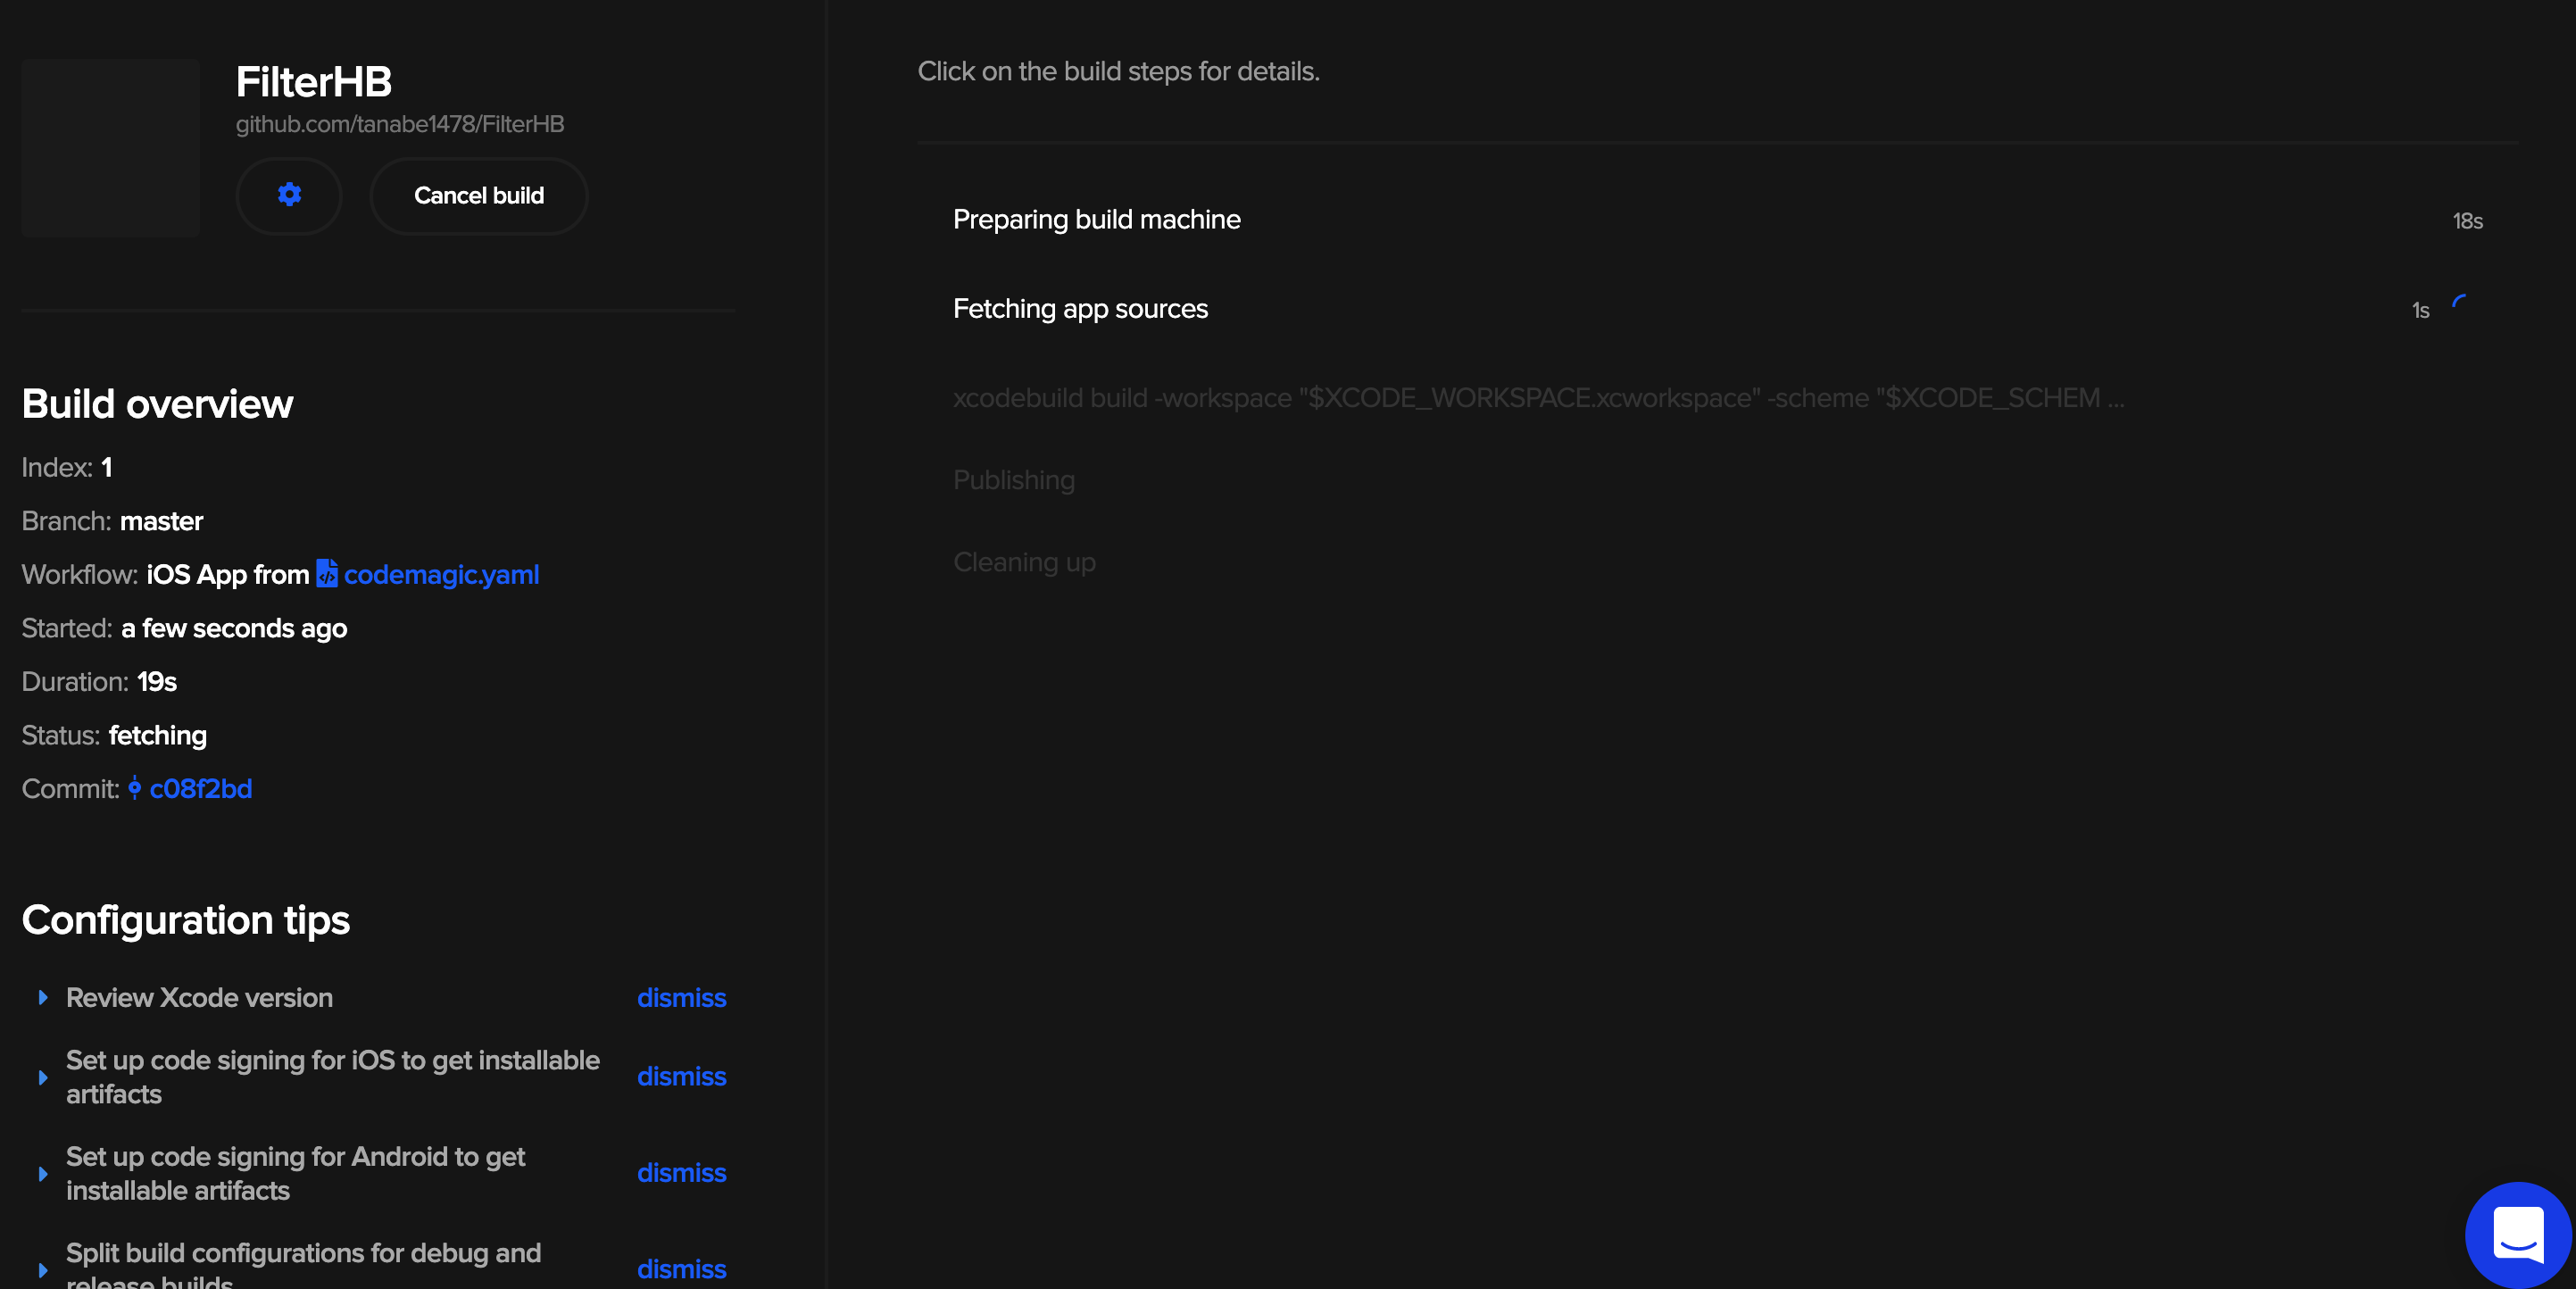 FilterHB
github.com/tanabe1478/FilterHB
Cancel build
Build overview
Index: 1
Branch: master
Workflow: iOS App from codemagic.yaml
Started: a few seconds ago
Duration: 19s
Status: fetching
Commit: c08f2bd
Configuration tips
Review Xcode version dismiss
Set up code signing for iOS to get installable
artifacts
dismiss
Set up code signing for Android to get
installable artifacts
dismiss
Split build configurations for debug and
release builds
dismiss
Click on the build steps for details.
Preparing build machine 18s
Fetching app sources 1s
xcodebuild build -workspace "$XCODE_WORKSPACE.xcworkspace" -scheme "$XCODE_SCHEM ...
Publishing
Cleaning up